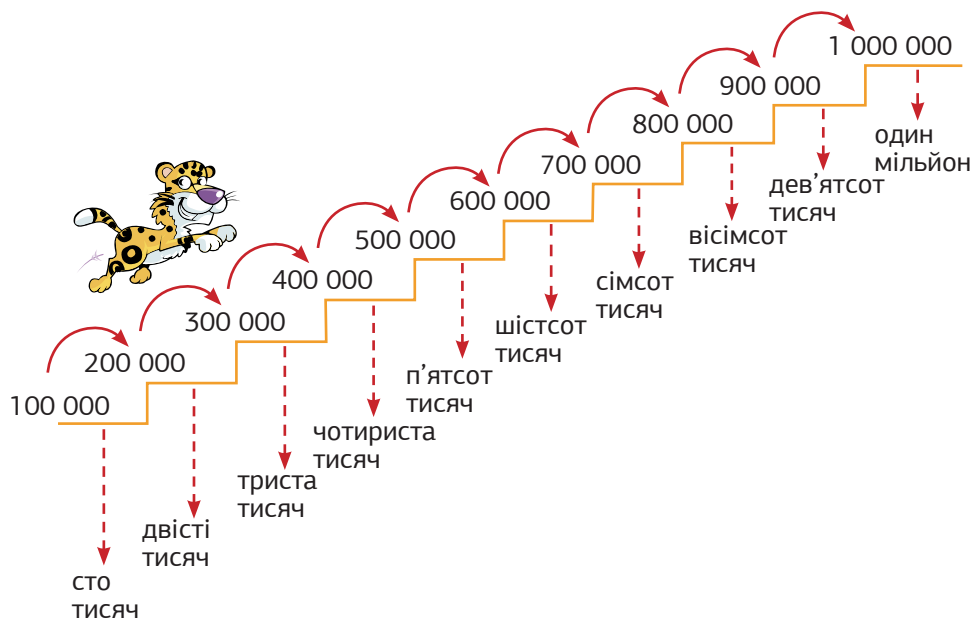 1 000 000
900 000
800 000
700 000
600 000
500 000
400 000
300 000
200 000
100 000
один
мільйон
дев’ятсот
тисяч
вісімсот
тисяч
сімсот
тисяч
шістсот
тисяч
п’ятсот
тисяч
чотириста
тисяч
триста
тисяч
двісті
тисяч
сто
тисяч